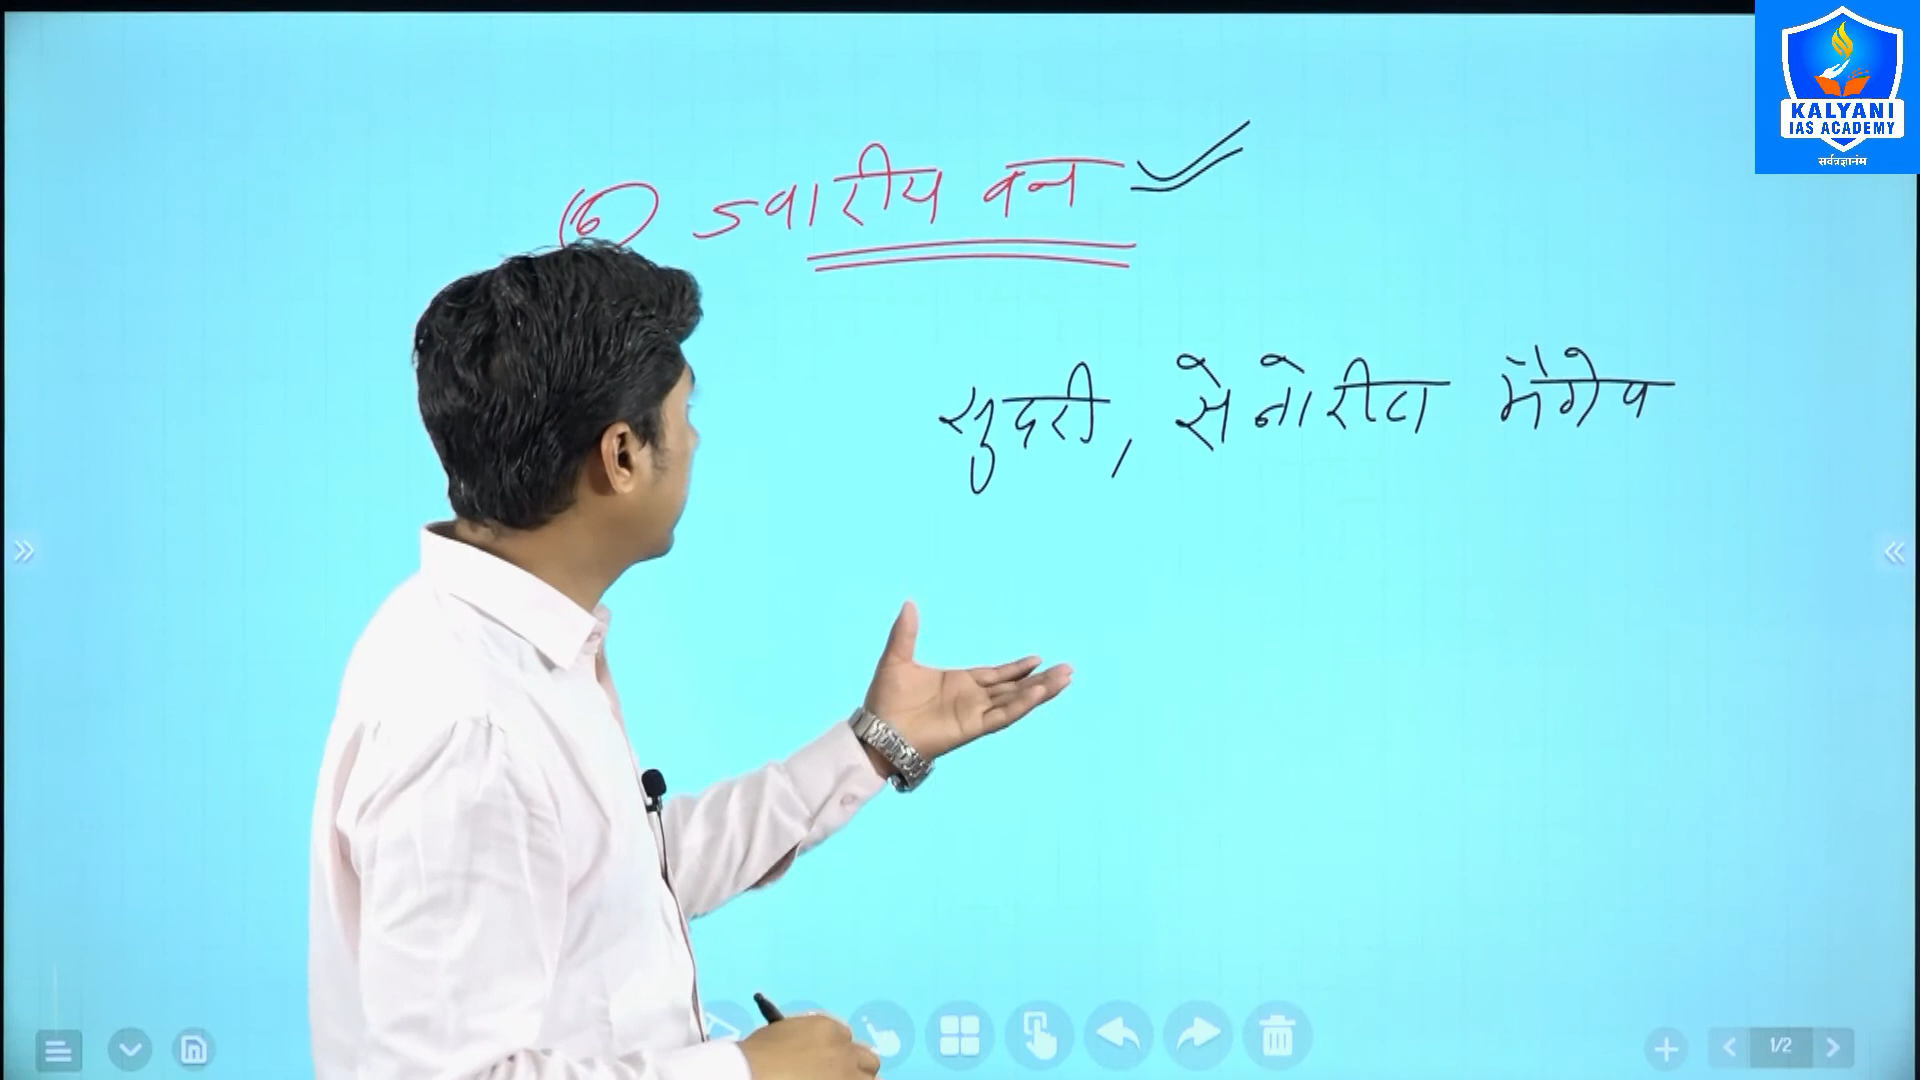 KALYANI
IAS ACADEMY
सर्वत्रज्ञानंम
6 ज्वारीय वन
सुदरी, सेनोरीटा मैंग्रेव
1/2